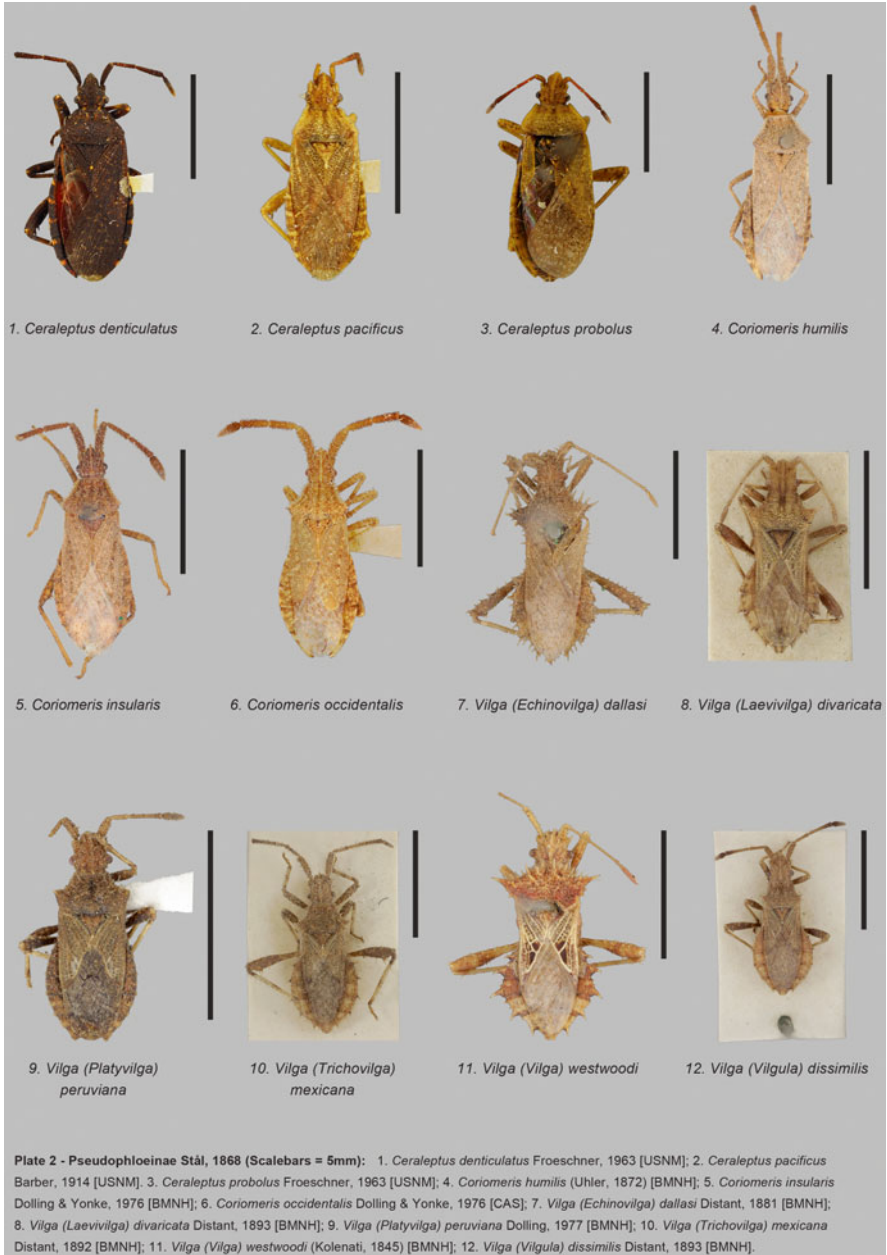 1. Ceraleptus denticulatus
2. Ceraleptus pacificus
3. Ceraleptus probolus
4. Coriomeris humilis
5. Coriomeris insularis
6. Coriomeris occidentalis
7. Vilga (Echinovilga) dallasi
8. Vilga (Laevivilga) divaricata
9. Vilga (Platyvilga)
peruviana
10. Vilga (Trichovilga)
mexicana
11. Vilga (Vilga) westwoodi
12. Vilga (Vilgula) dissimilis
Plate 2 - Pseudophloeinae Stål, 1868 (Scalebars = 5mm): 1. Ceraleptus denticulatus Froeschner, 1963 [USNM]; 2. Ceraleptus pacificus
Barber, 1914 [USNM]. 3. Ceraleptus probolus Froeschner, 1963 [USNM]; 4. Coriomeris humilis (Uhler, 1872) [BMNH]; 5. Coriomeris insularis
Dolling & Yonke, 1976 [BMNH]; 6. Coriomeris occidentalis Dolling & Yonke, 1976 [CAS]; 7. Vilga (Echinovilga) dallasi Distant, 1881 [BMNH];
8. Vilga (Laevivilga) divaricata Distant, 1893 [BMNH]; 9. Vilga (Platyvilga) peruviana Dolling, 1977 [BMNH]; 10. Vilga (Trichovilga) mexicana
Distant, 1892 [BMNH]; 11. Vilga (Vilga) westwoodi (Kolenati, 1845) [BMNH]; 12. Vilga (Vilgula) dissimilis Distant, 1893 [BMNH].